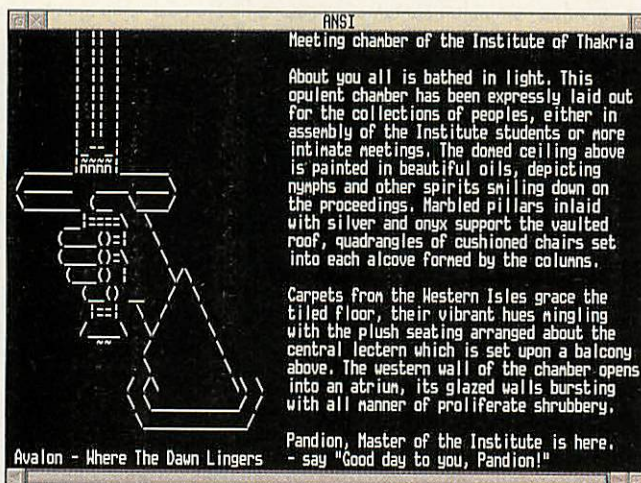 ANSI
Meeting chamber of the Institute of Thakria
About you all is bathed in light. This
opulent chamber has been expressly laid out
for the collections of peoples, either in
assembly of the Institute students or more
intimate meetings. The domed ceiling above
is painted in beautiful oils, depicting
nymphs and other spirits smiling down on
the proceedings. Marbled pillars inlaid
with silver and onyx support the vaulted
roof, quadrangles of cushioned chairs set
into each alcove formed by the columns.
Carpets from the Western Isles grace the
tiled floor, their vibrant hues mingling
with the plush seating arranged about the
central lectern which is set upon a balcony
above. The western wall of the chamber opens
into an atrium, its glazed walls bursting
with all manner of proliferate shrubbery.
Pandion, Master of the Institute is here.
Avalon - Where The Dawn Lingers
- say "Good day to you, Pandion!"